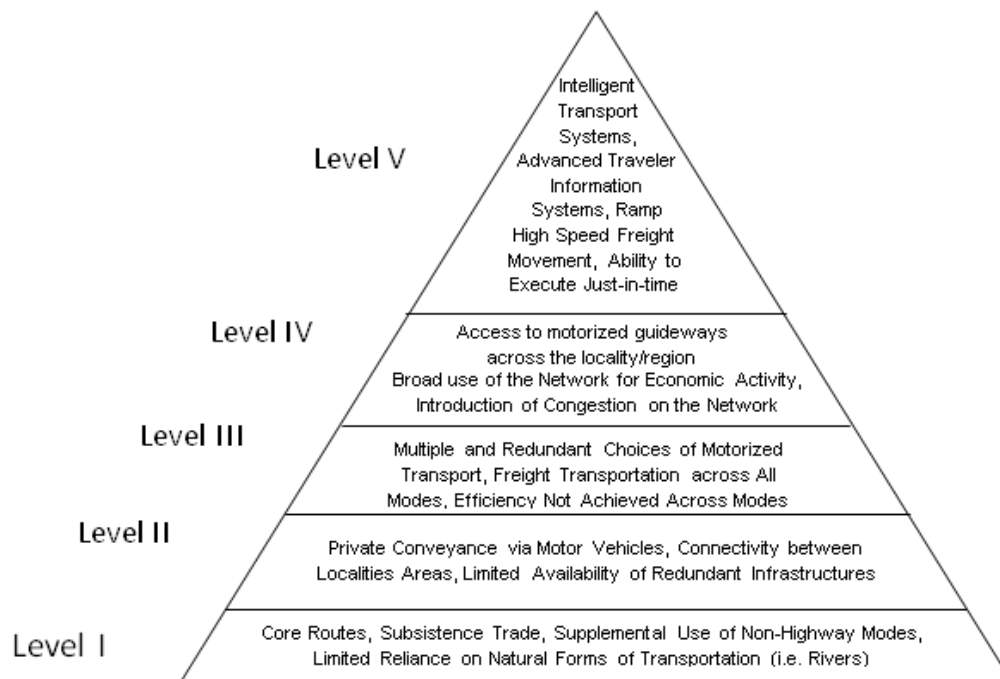 Level V
Intelligent
Transport
Systems,
Advanced Traveler
Information
Systems, Ramp
High Speed Freight
Movement, Ability to
Execute Just-in-time
Level IV
Access to motorized guideways
across the locality/region
Broad use of the Network for Economic Activity,
Introduction of Congestion on the Network
Level III
Multiple and Redundant Choices of Motorized
Transport, Freight Transportation across All
Modes, Efficiency Not Achieved Across Modes
Level II
Private Conveyance via Motor Vehicles, Connectivity between
Localities Areas, Limited Availability of Redundant Infrastructures
Level I
Core Routes, Subsistence Trade, Supplemental Use of Non-Highway Modes,
Limited Reliance on Natural Forms of Transportation (i.e. Rivers)